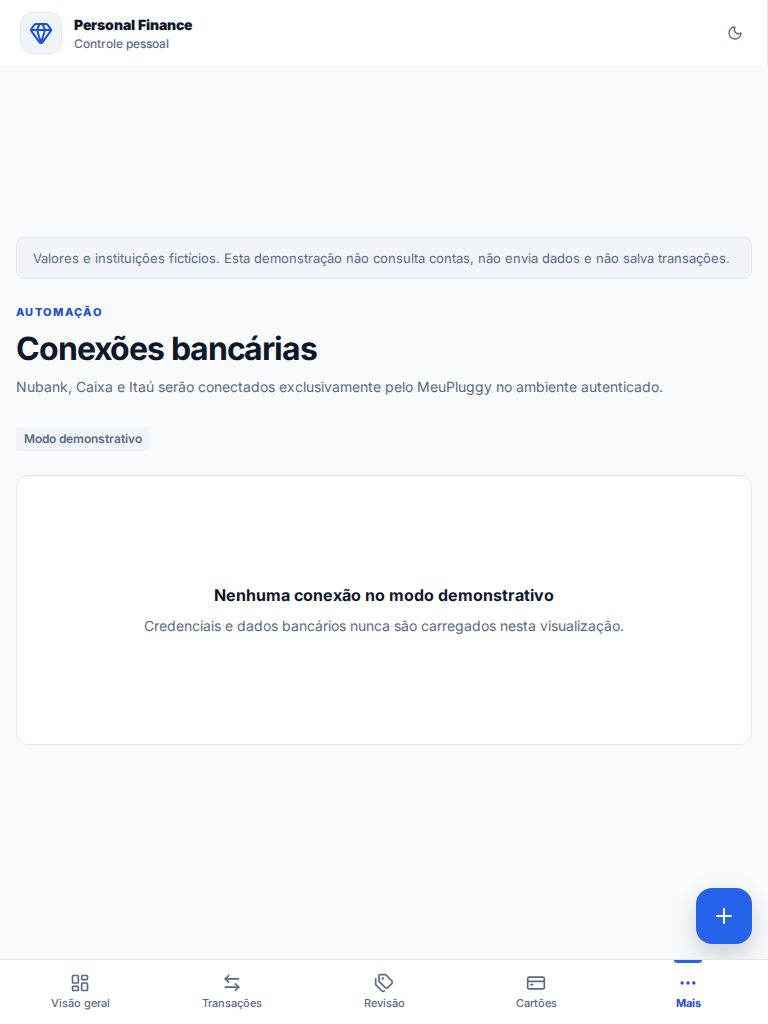 Personal Finance
Controle pessoal
Valores e instituições fictícios. Esta demonstração não consulta contas, não envia dados e não salva transações.
AUTOMAÇÃO
Conexões bancárias
Nubank, Caixa e Itaú serão conectados exclusivamente pelo MeuPluggy no ambiente autenticado.
Modo demonstrativo
Nenhuma conexão no modo demonstrativo
Credenciais e dados bancários nunca são carregados nesta visualização.
Visão geral
Transações
Revisão
Cartões
Mais